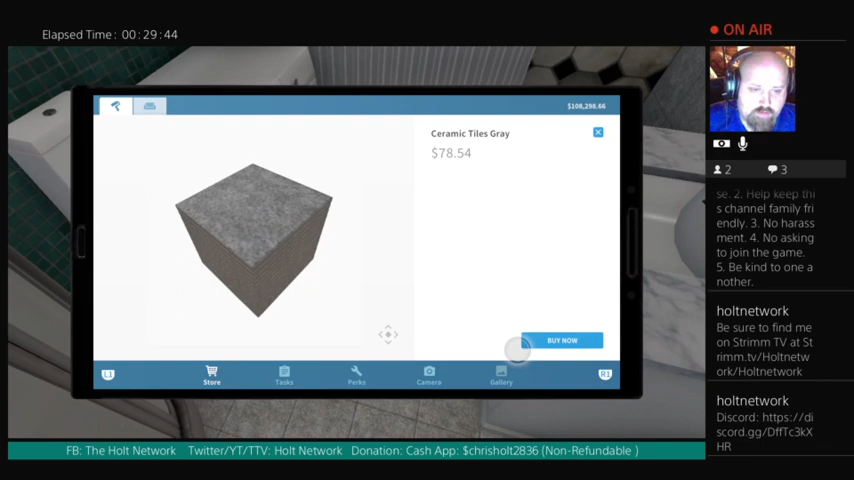 Elapsed Time : 00:29:44
ON AIR
$108,298.66
Ceramic Tiles Gray
$78.54
BUY NOW
L1
Store
Tasks
Perks
Camera
Gallery
R1
2
3
se. 2. Help keep thi
s channel family fri
endly. 3. No harass
ment. 4. No asking
to join the game.
5. Be kind to one a
nother.
holtnetwork
Be sure to find me
on Strimm TV at St
rimm.tv/Holtnetw
ork/Holtnetwork
holtnetwork
Discord: https://di
scord.gg/DffTc3kX
HR
FB: The Holt Network Twitter/YT/TTV: Holt Network Donation: Cash App: $chrisholt2836 (Non-Refundable )